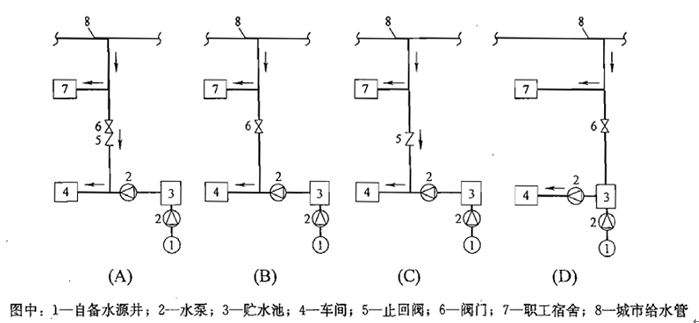 8 8 8 8
7 7 7 7
6 6 6
5 5
2 2 2 2
4 3 4 3 4 3 4 3
2 2 2 2
1 1 1 1
(A) (B) (C) (D)
图中：1—自备水源井；2—水泵；3—贮水池；4—车间；5—止回阀；6—阀门；7—职工宿舍；8—城市给水管